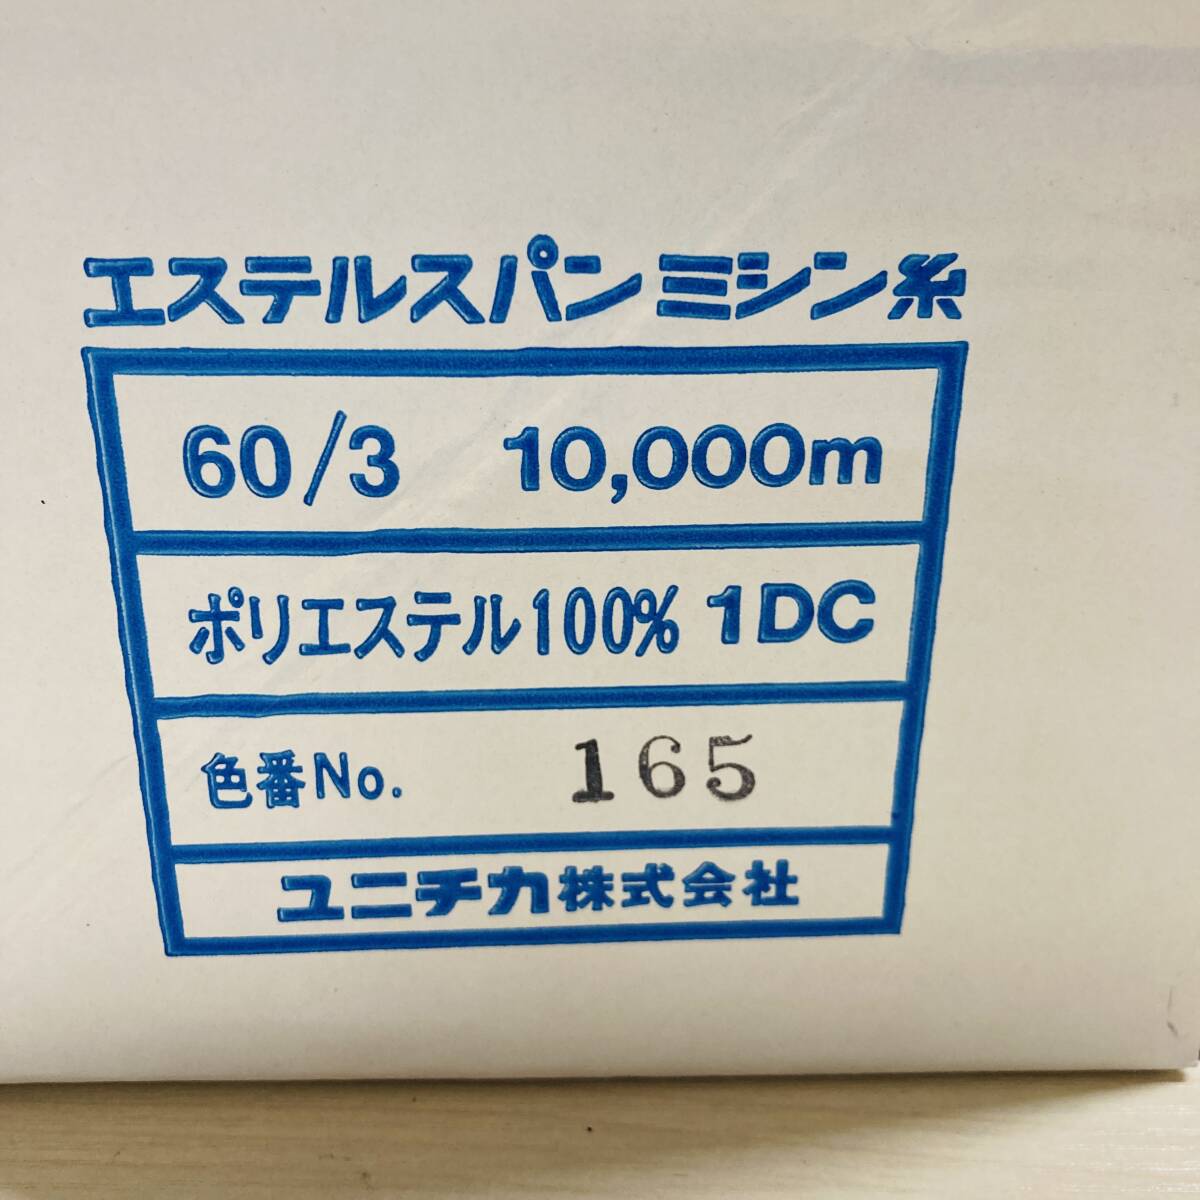 エステルスパン ミシン糸
60/3 10,000m
ポリエステル100% 1DC
色番No. 165
ユニチカ株式会社